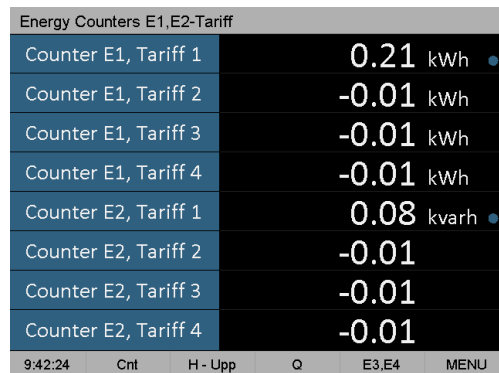 Energy Counters E1,E2-Tariff
Counter E1, Tariff 1 0.21 kWh
Counter E1, Tariff 2 -0.01 kWh
Counter E1, Tariff 3 -0.01 kWh
Counter E1, Tariff 4 -0.01 kWh
Counter E2, Tariff 1 0.08 kvarh
Counter E2, Tariff 2 -0.01
Counter E2, Tariff 3 -0.01
Counter E2, Tariff 4 -0.01
9:42:24 Cnt H - Upp Q E3,E4 MENU